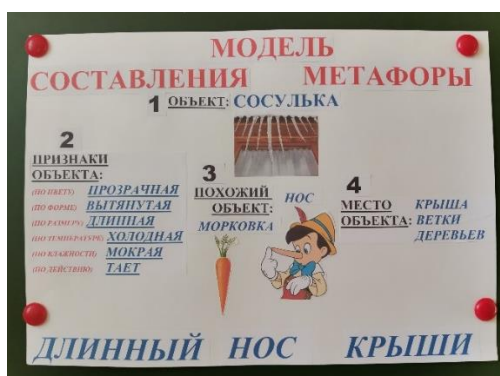 МОДЕЛЬ
СОСТАВЛЕНИЯ МЕТАФОРЫ
1 ОБЪЕКТ: СОСУЛЬКА
2
ПРИЗНАКИ
ОБЪЕКТА:
(ПО ЦВЕТУ) ПРОЗРАЧНАЯ
(ПО ФОРМЕ) ВЫТЯНУТАЯ
(ПО РАЗМЕРУ) ДЛИННАЯ
(ПО ТЕМПЕРАТУРЕ) ХОЛОДНАЯ
(ПО ВЛАЖНОСТИ) МОКРАЯ
(ПО ДЕЙСТВИЮ) ТАЕТ
3
ПОХОЖИЙ
ОБЪЕКТ:
НОС
МОРКОВКА
4
МЕСТО
ОБЪЕКТА:
КРЫША
ВЕТКИ
ДЕРЕВЬЕВ
ДЛИННЫЙ НОС КРЫШИ